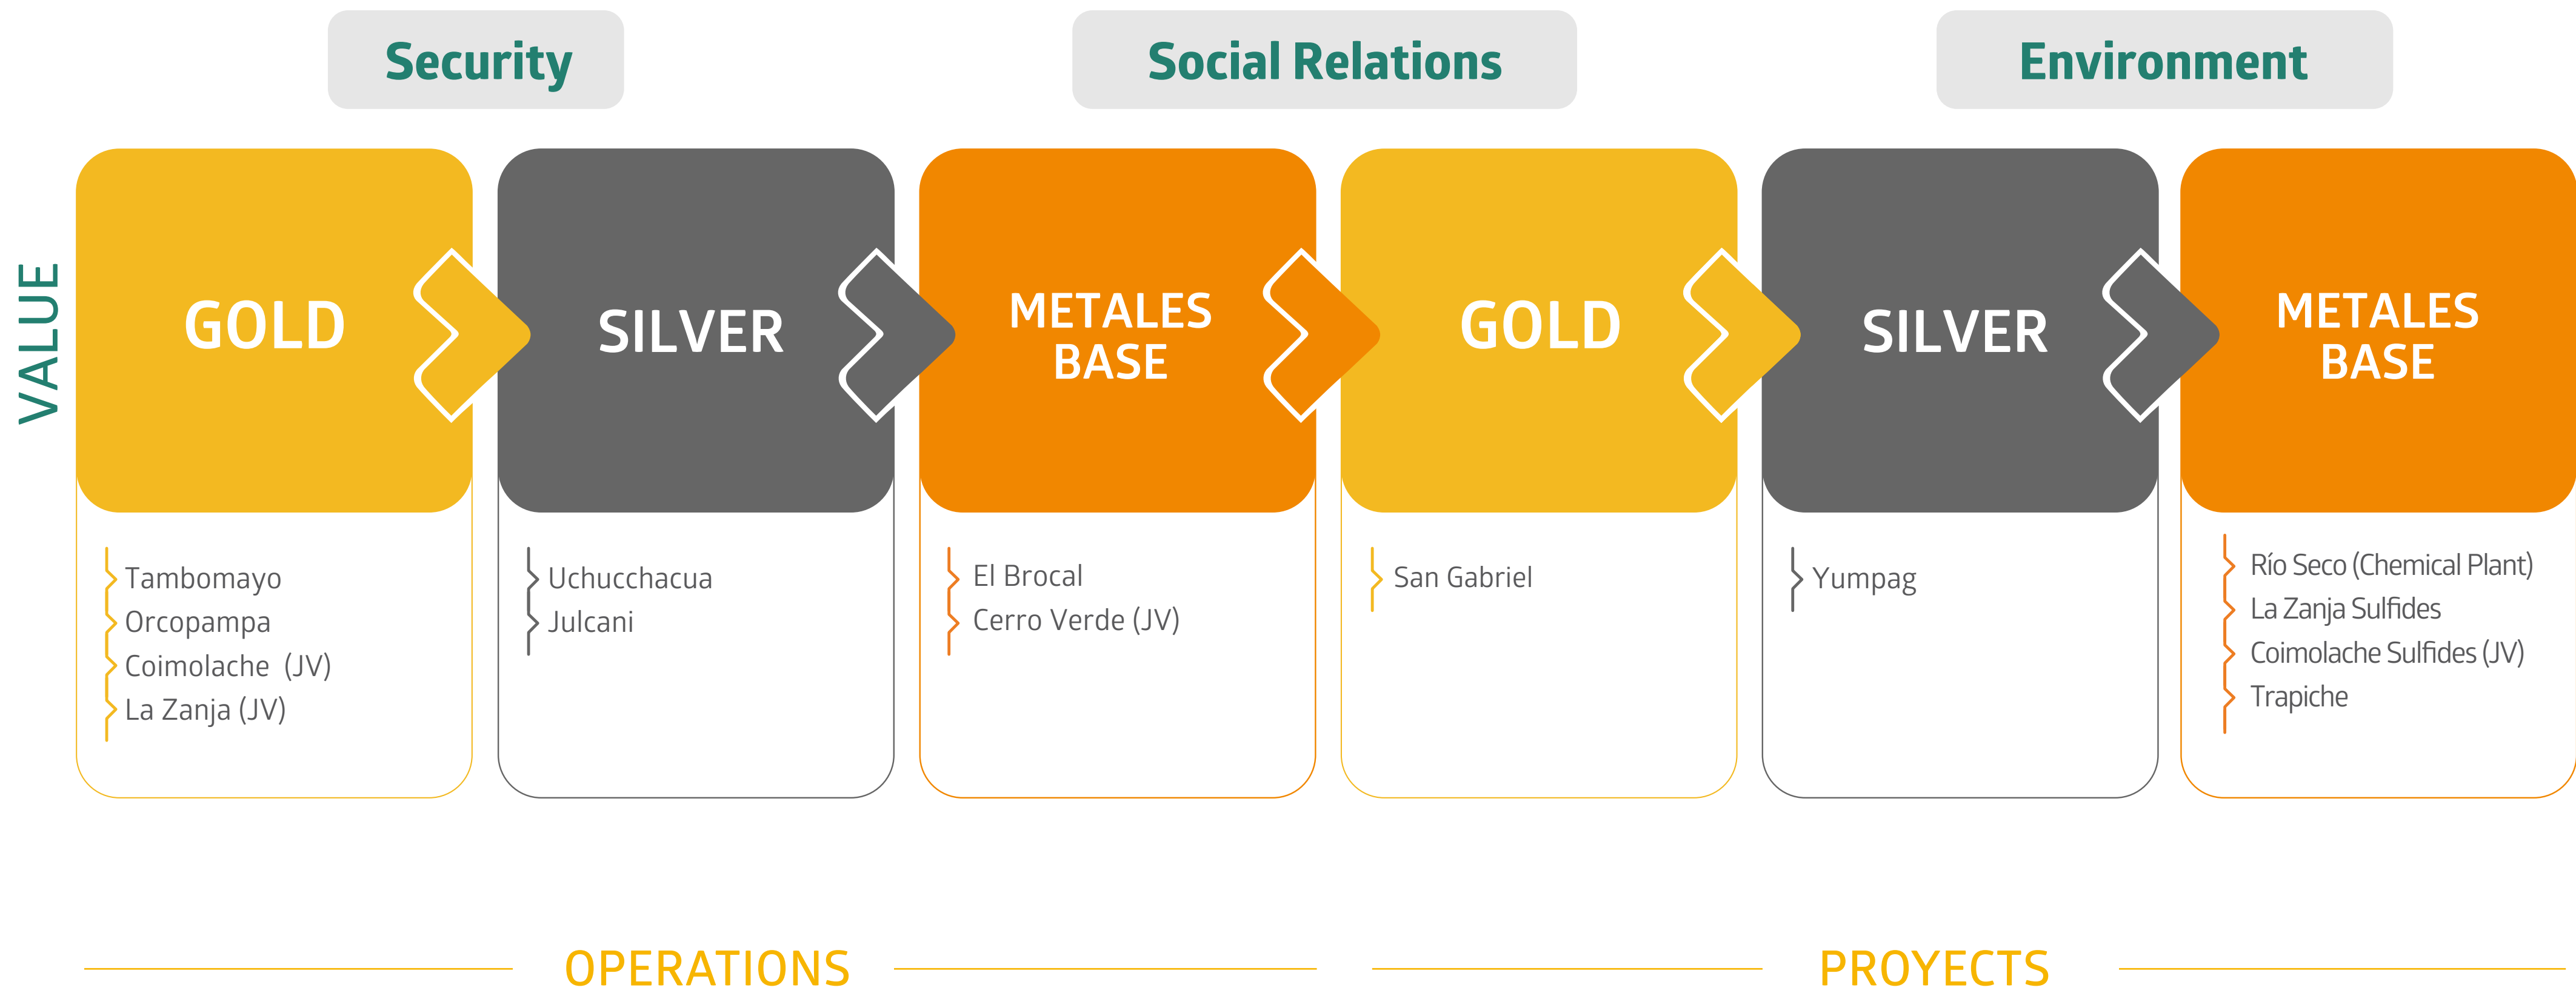 Security
Social Relations
Environment
VALUE
GOLD
Tambomayo
Orcopampa
Coimolache (JV)
La Zanja (JV)
SILVER
Uchucchacua
Julcani
METALES
BASE
El Brocal
Cerro Verde (JV)
GOLD
San Gabriel
SILVER
Yumpag
METALES
BASE
Río Seco (Chemical Plant)
La Zanja Sulfides
Coimolache Sulfides (JV)
Trapiche
OPERATIONS
PROYECTS